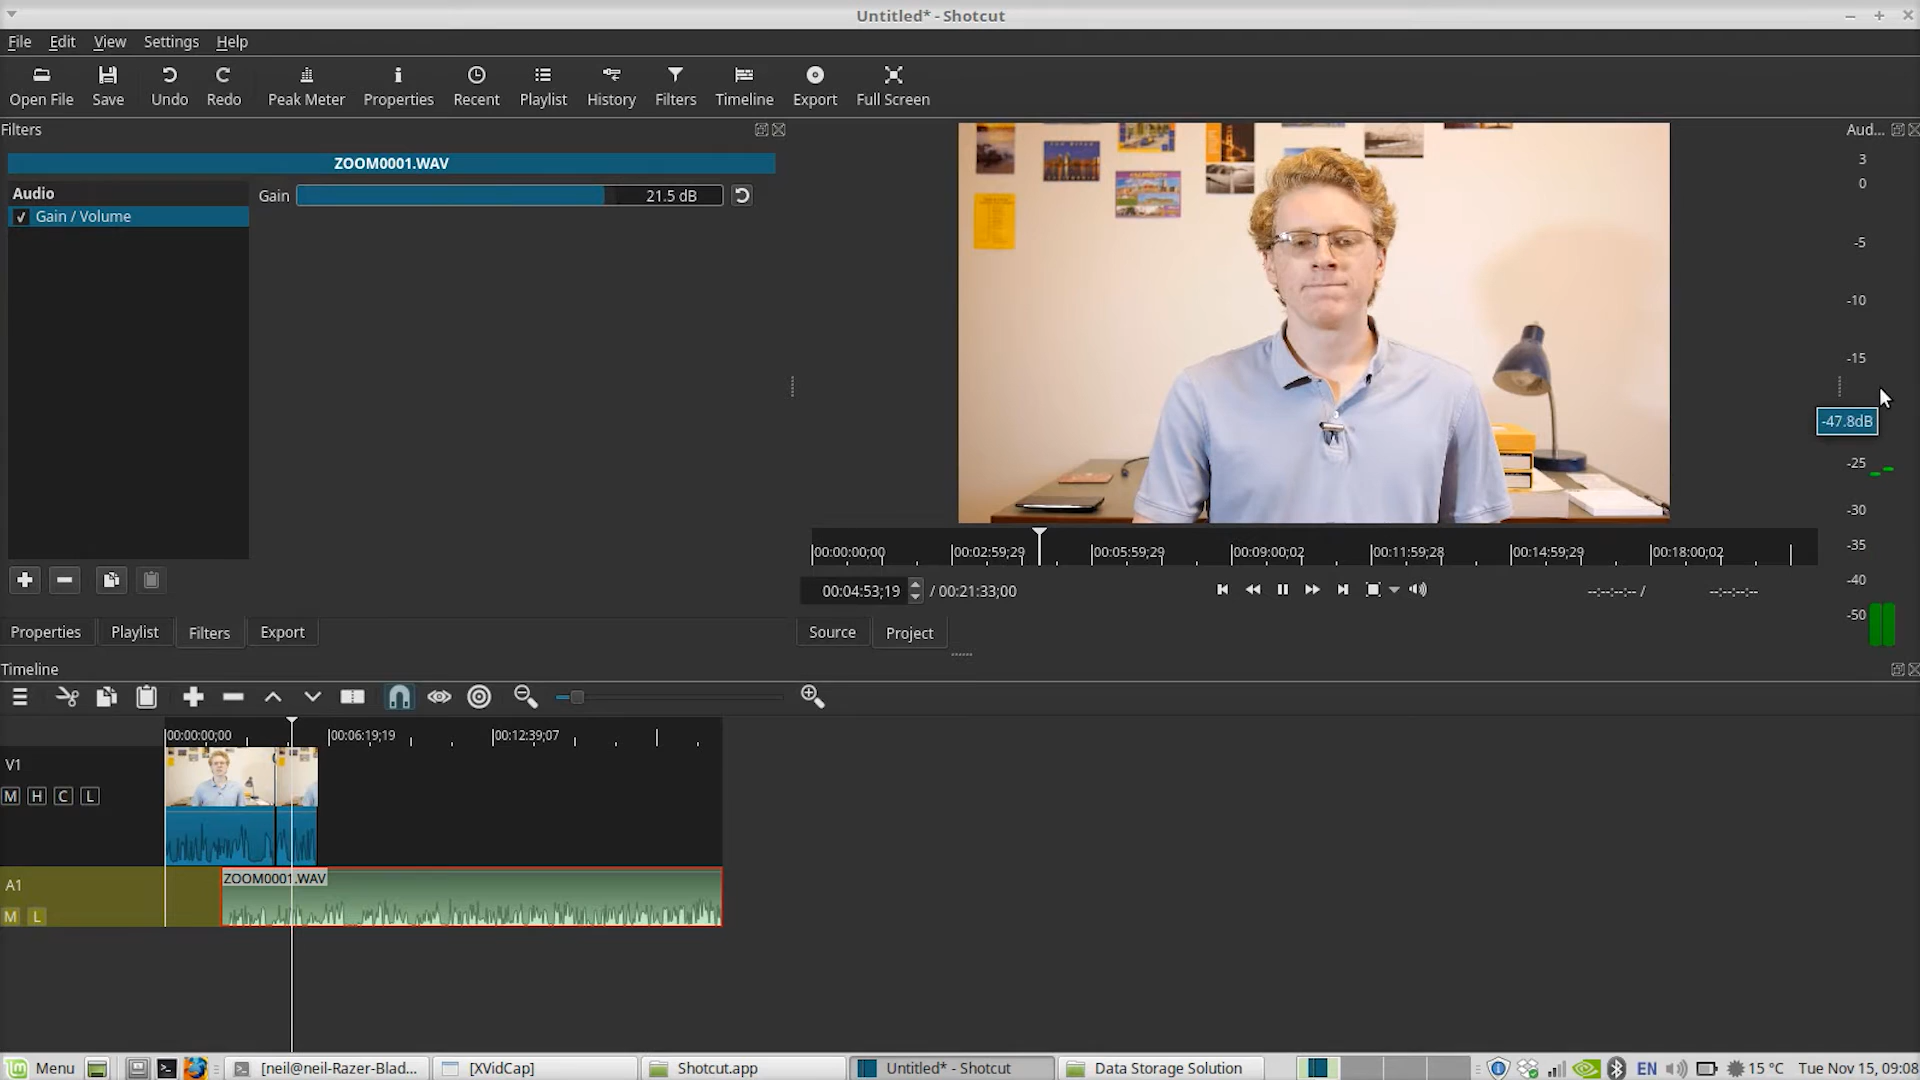 Untitled* - Shotcut
File Edit View Settings Help
Open File Save Undo Redo Peak Meter Properties Recent Playlist History Filters Timeline Export Full Screen
Filters
Aud...
ZOOM0001.WAV
Audio
Gain / Volume
Gain 21.5 dB
3
0
-5
-10
-15
-47.8dB
-25
-30
-35
-40
-50
00:00:00;00 00:02:59;29 00:05:59;29 00:09:00;02 00:11:59;28 00:14:59;29 00:18:00;02
00:04:53;19 / 00:21:33;00 --:--:--:-- / --:--:--:--
Properties Playlist Filters Export
Source Project
Timeline
00:00:00;00 00:06:19;19 00:12:39;07
V1
M H C L
A1
ZOOM0001.WAV
M L
Menu [neil@neil-Razer-Blad... [XVidCap] Shotcut.app Untitled* - Shotcut Data Storage Solution EN 15 °C Tue Nov 15, 09:08